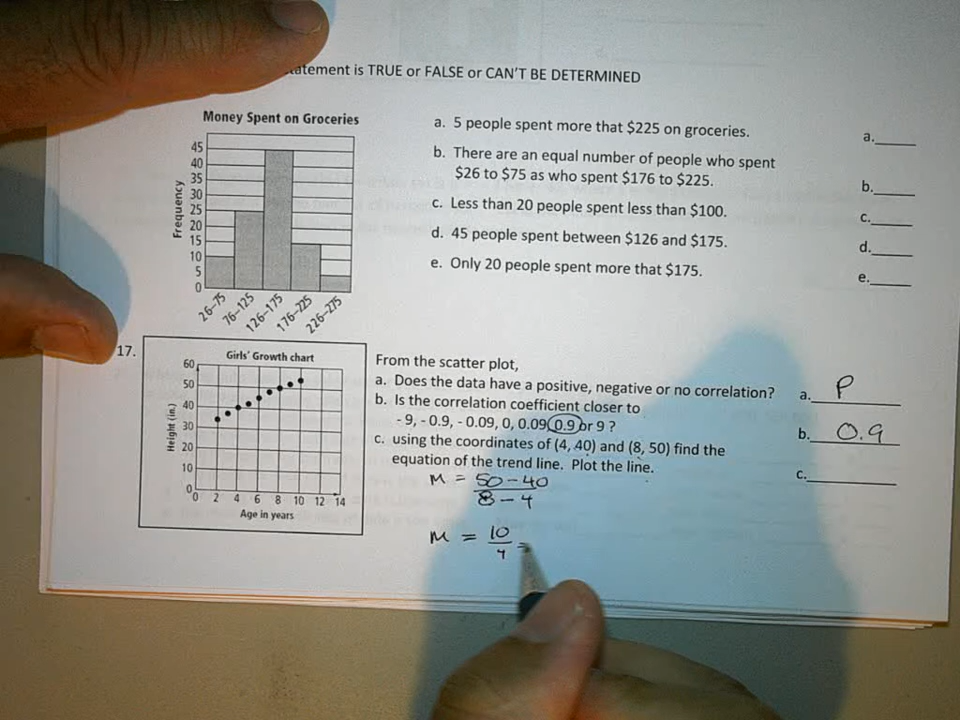 tement is TRUE or FALSE or CAN'T BE DETERMINED
Money Spent on Groceries
45
40
35
30
25
20
15
10
5
0
Frequency
26–75
76–125
126–175
176–225
226–275
a. 5 people spent more that $225 on groceries.
a.
b. There are an equal number of people who spent
$26 to $75 as who spent $176 to $225.
b.
c. Less than 20 people spent less than $100.
c.
d. 45 people spent between $126 and $175.
d.
e. Only 20 people spent more that $175.
e.
17.
Girls' Growth chart
60
50
40
30
20
10
0
Height (in.)
0 2 4 6 8 10 12 14
Age in years
From the scatter plot,
a. Does the data have a positive, negative or no correlation?
a. P
b. Is the correlation coefficient closer to
- 9, - 0.9, - 0.09, 0, 0.09 0.9 or 9 ?
b. 0.9
c. using the coordinates of (4, 40) and (8, 50) find the
equation of the trend line. Plot the line.
c.
M = 50 - 40
8 - 4
M = 10
4 =